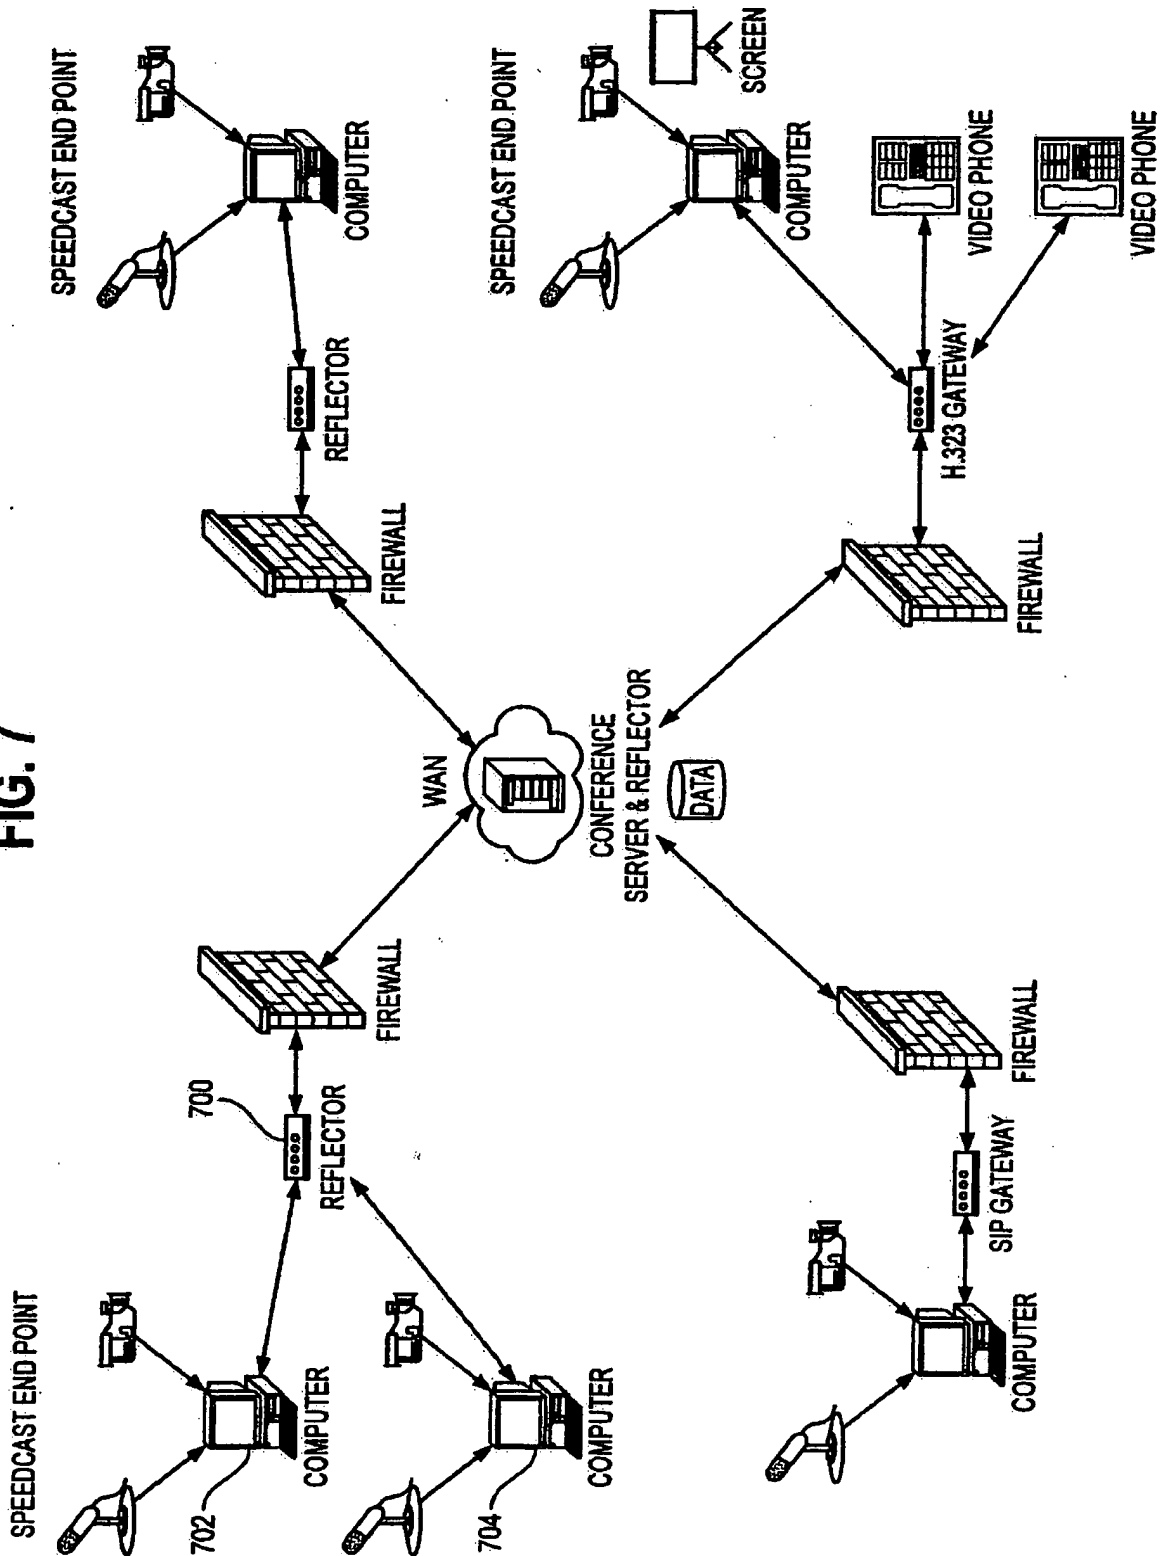 FIG. 7
SPEEDCAST END POINT
COMPUTER
702
COMPUTER
704
700
REFLECTOR
FIREWALL
WAN
CONFERENCE
SERVER & REFLECTOR
DATA
FIREWALL
REFLECTOR
SPEEDCAST END POINT
COMPUTER
COMPUTER
SIP GATEWAY
FIREWALL
FIREWALL
H.323 GATEWAY
SPEEDCAST END POINT
COMPUTER
SCREEN
VIDEO PHONE
VIDEO PHONE